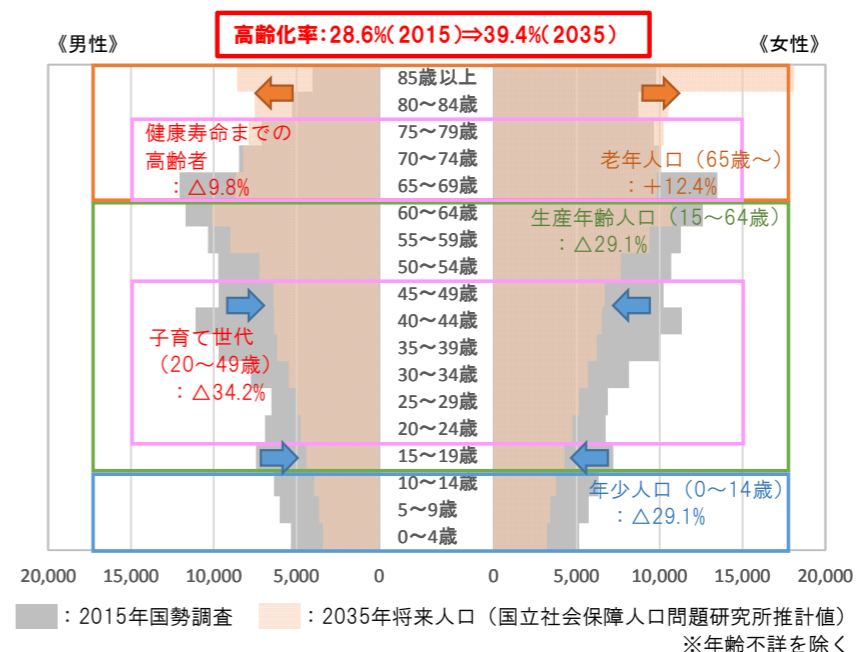 高齢化率：28.6%(2015)⇒39.4%(2035)
《男性》
《女性》
85歳以上
80～84歳
75～79歳
70～74歳
65～69歳
60～64歳
55～59歳
50～54歳
45～49歳
40～44歳
35～39歳
30～34歳
25～29歳
20～24歳
15～19歳
10～14歳
5～9歳
0～4歳
健康寿命までの
高齢者
：△9.8%
老年人口（65歳～）
：＋12.4%
生産年齢人口（15～64歳）
：△29.1%
子育て世代
（20～49歳）
：△34.2%
年少人口（0～14歳）
：△29.1%
20,000 15,000 10,000 5,000 0 0 5,000 10,000 15,000 20,000
：2015年国勢調査 ：2035年将来人口（国立社会保障人口問題研究所推計値）
※年齢不詳を除く